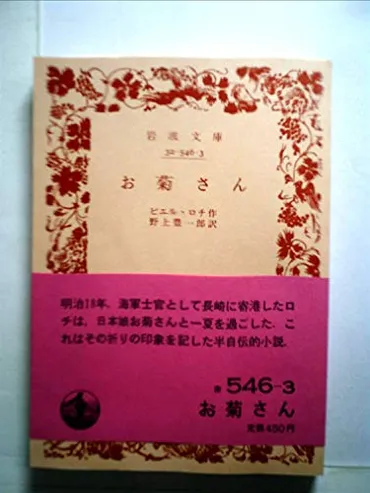 岩波文庫
32-546-3
お菊さん
ピエル・ロチ作
野上豊一郎訳
明治18年、海軍士官として長崎に寄港したロ
チは、日本娘お菊さんと一夏を過ごした。こ
れはその折りの印象を記した半自伝的小説。
赤 546-3
お菊さん
定価450円